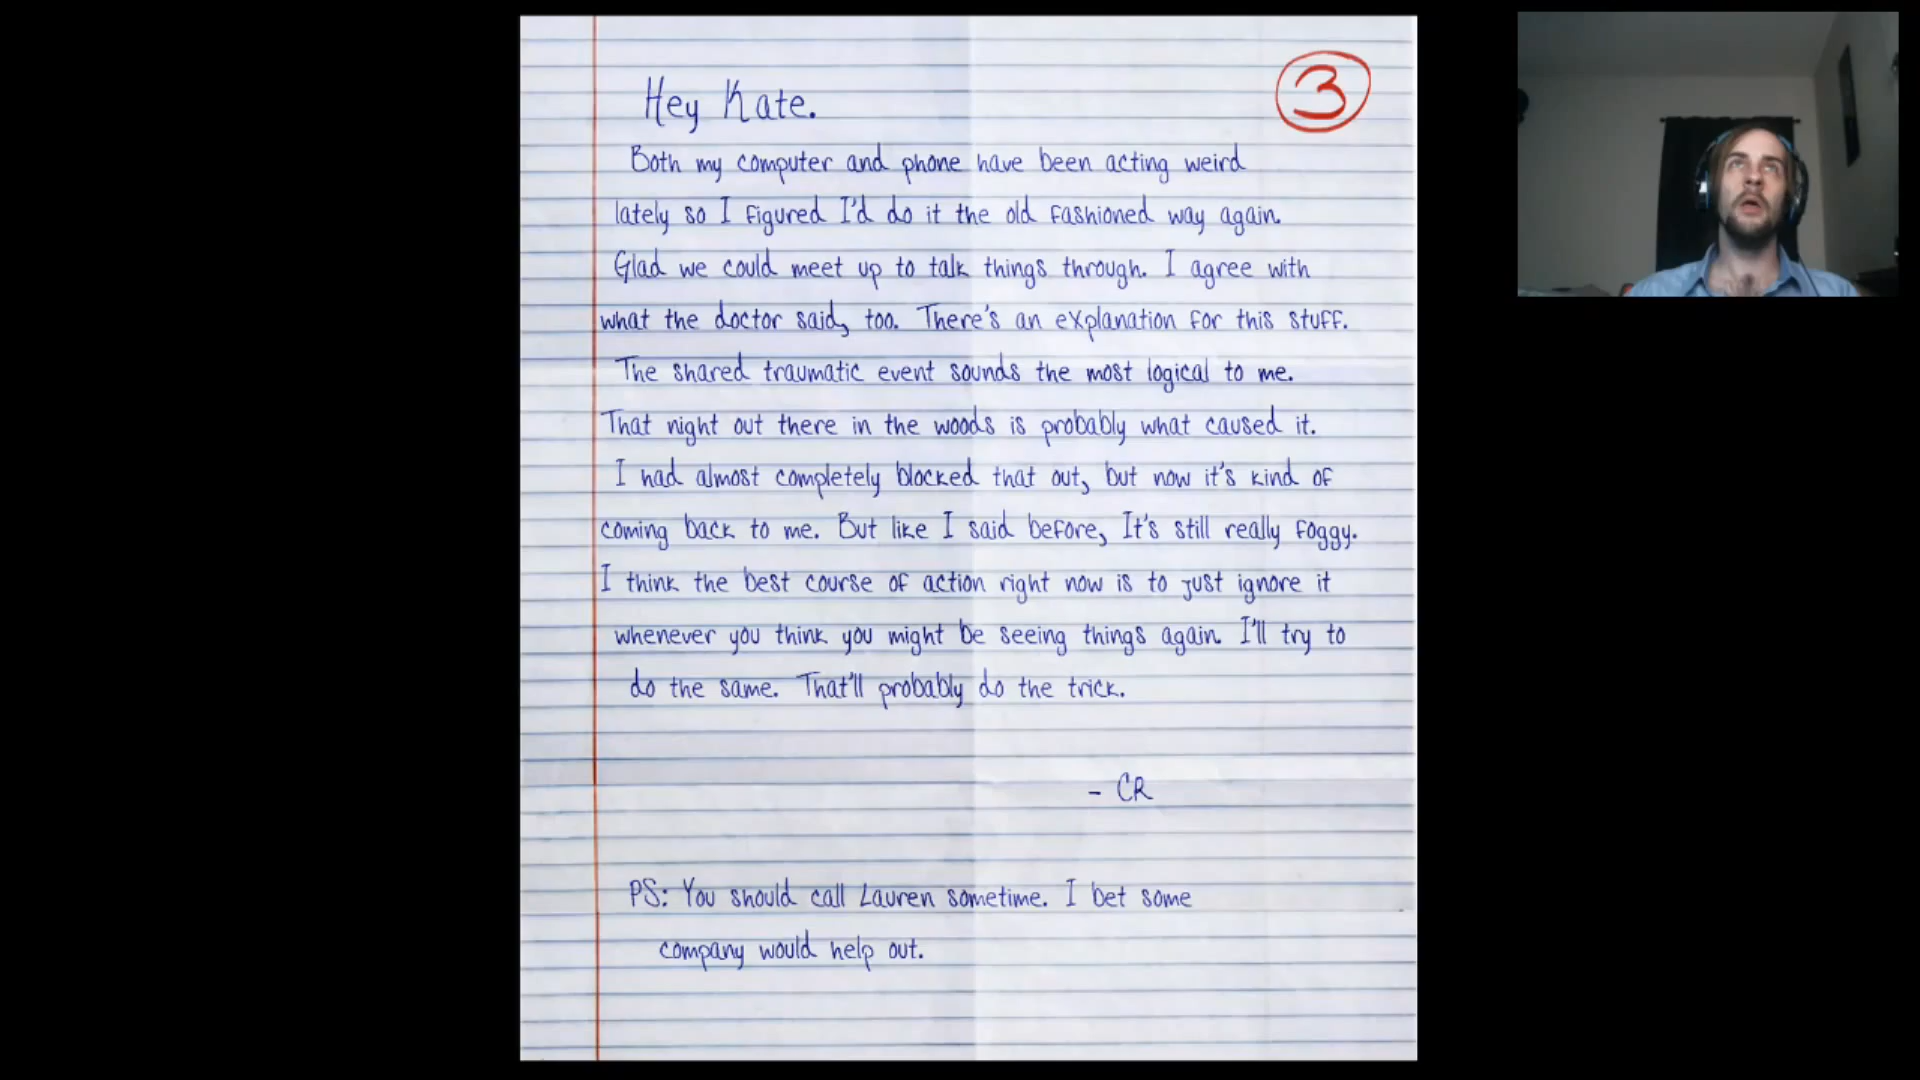 3
Hey Kate.
Both my computer and phone have been acting weird
lately so I figured I'd do it the old fashioned way again.
Glad we could meet up to talk things through. I agree with
what the doctor said, too. There's an explanation for this stuff.
The shared traumatic event sounds the most logical to me.
That night out there in the woods is probably what caused it.
I had almost completely blocked that out, but now it's kind of
coming back to me. But like I said before, It's still really foggy.
I think the best course of action right now is to just ignore it
whenever you think you might be seeing things again. I'll try to
do the same. That'll probably do the trick.
- CR
PS: You should call Lauren sometime. I bet some
company would help out.